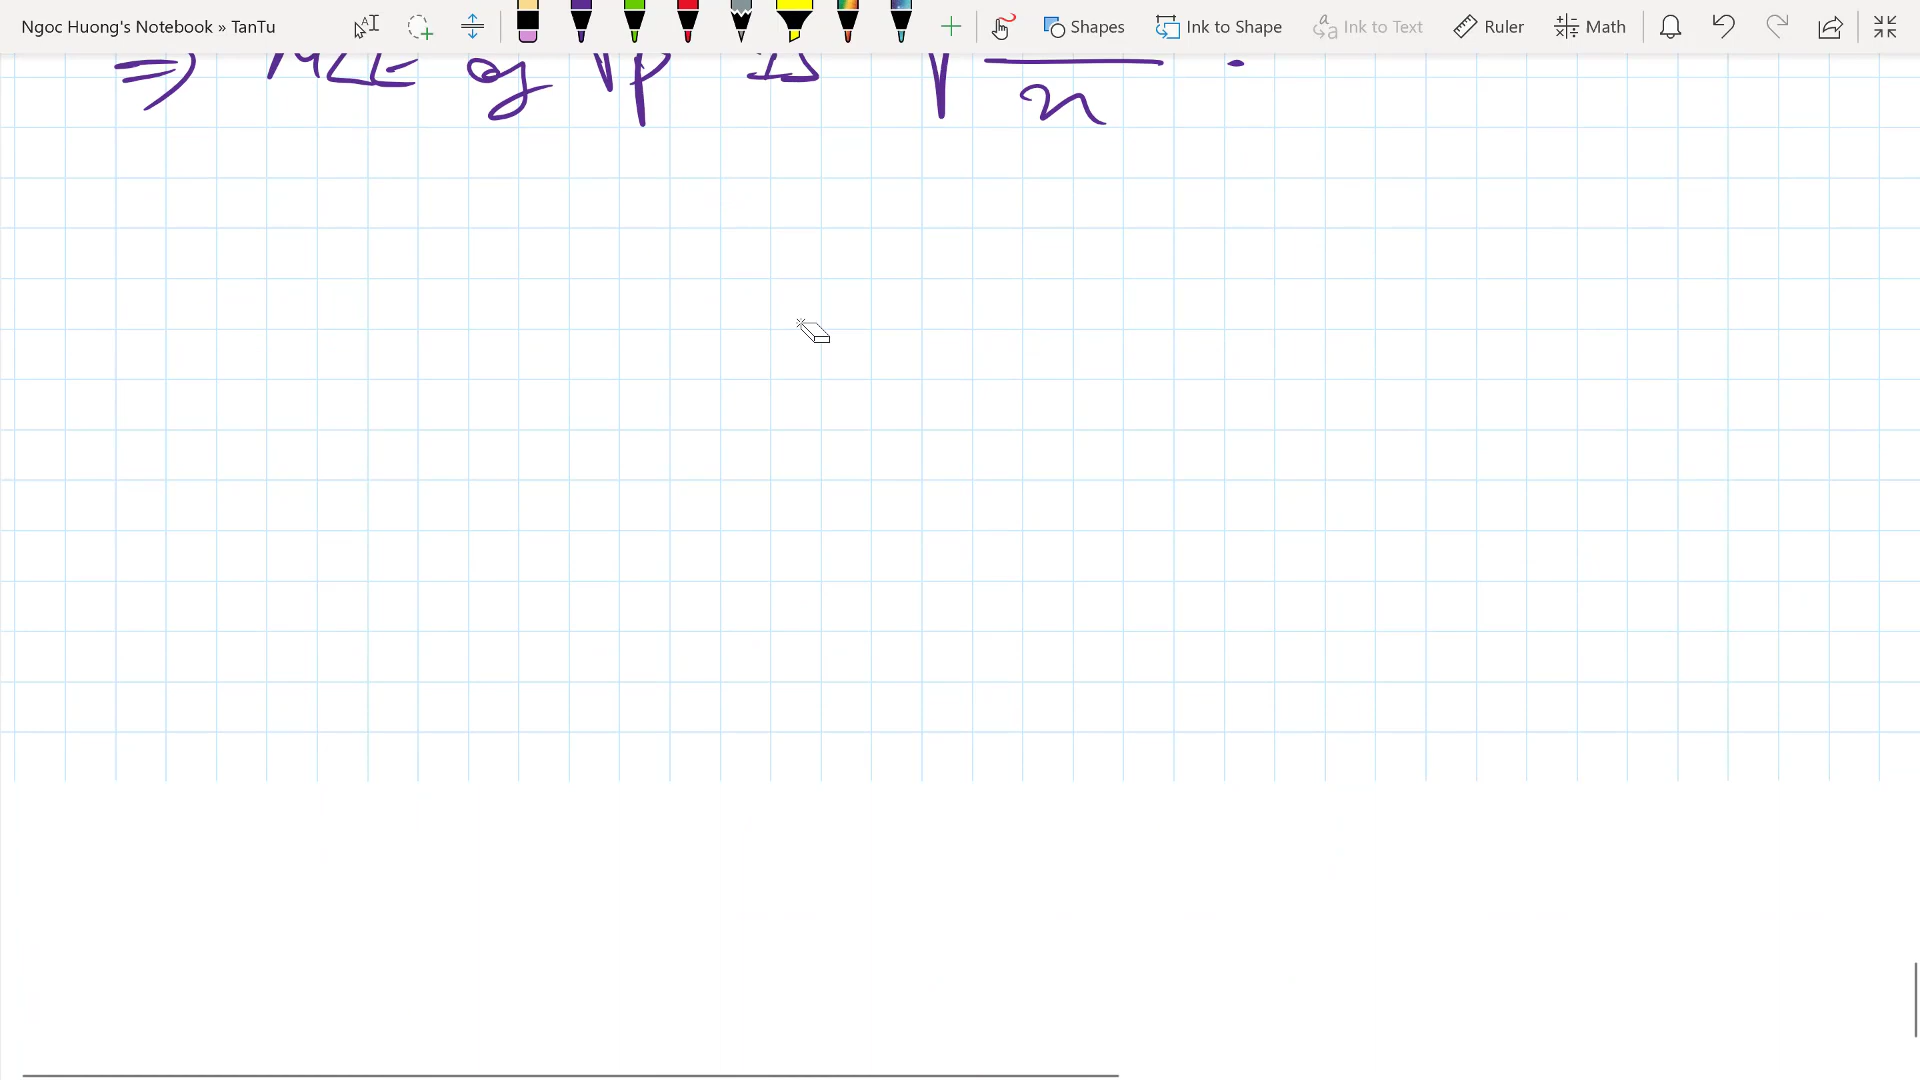 Ngoc Huong's Notebook » TanTu Shapes Ink to Shape Ink to Text Ruler Math
⇒ MLE of √p is √ n .